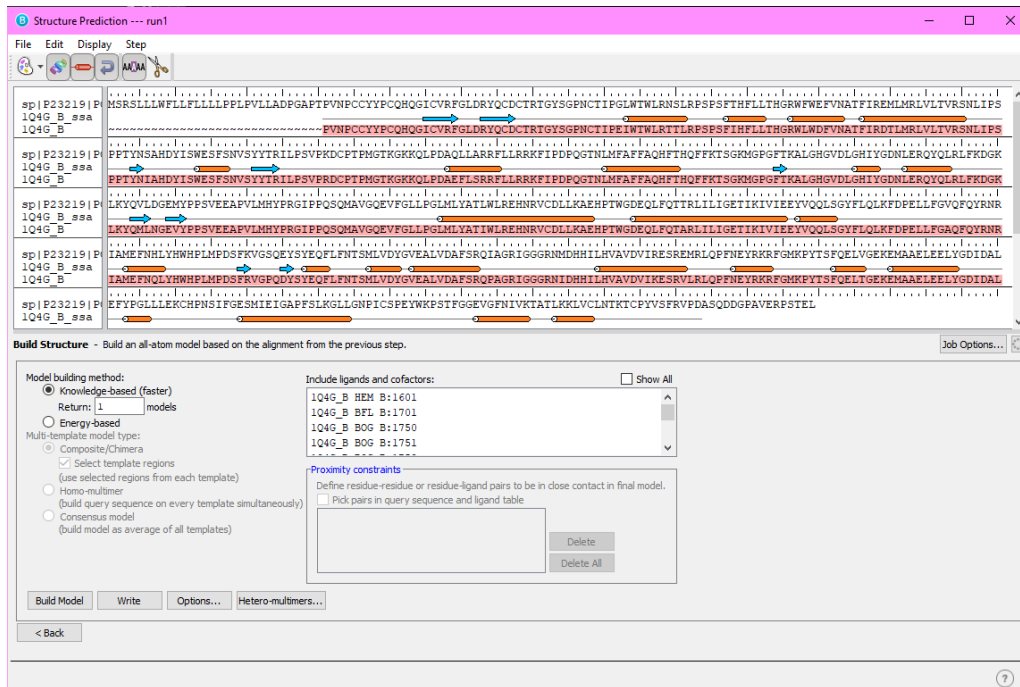 Structure Prediction --- run1
File Edit Display Step
sp|P23219|P MSRSLLLWFLLFLLLLPPLPVLLADPGAPTPVNPCCYYPCQHQGICVRFGLDRYQCDCTRTGYSGPNCTIPGLWTWLRNSLRPSPSFTHFLLTHGRWFWEFVNATFIREMLMRLVLTVRSNLIPS
1Q4G_B_ssa
1Q4G_B ~~~~~~~~~~~~~~~~~~~~~~~~~~~~~~PVNPCCYYPCQHQGICVRFGLDRYQCDCTRTGYSGPNCTIPEIWTWLRTTLRPSPSFIHFLLTHGRWLWDFVNATFIRDTLMRLVLTVRSNLIPS
sp|P23219|P PPTYNSAHDYISWESFSNVSYYTRILPSVPKDCPTPMGTKGKKQLPDAQLLARRFLLRRKFIPDPQGTNLMFAFFAQHFTHQFFKTSGKMGPGFTKALGHGVDLGHIYGDNLERQYQLRLFKDGK
1Q4G_B_ssa
1Q4G_B PPTYNIAHDYISWESFSNVSYYTRILPSVPRDCPTPMGTKGKKQLPDAEFLSRRFLLRRKFIPDPQGTNLMFAFFAQHFTHQFFKTSGKMGPGFTKALGHGVDLGHIYGDNLERQYQLRLFKDGK
sp|P23219|P LKYQVLDGEMYPPSVEEAPVLMHYPRGIPPQSQMAVGQEVFGLLPGLMLYATLWLREHNRVCDLLKAEHPTWGDEQLFQTTRLILIGETIKIVIEEYVQQLSGYFLQLKFDPELLFGVQFQYRNR
1Q4G_B_ssa
1Q4G_B LKYQMLNGEVYPPSVEEAPVLMHYPRGIPPQSQMAVGQEVFGLLPGLMLYATIWLREHNRVCDLLKAEHPTWGDEQLFQTARLILIGETIKIVIEEYVQQLSGYFLQLKFDPELLFGAQFQYRNR
sp|P23219|P IAMEFNHLYHWHPLMPDSFKVGSQEYSYEQFLFNTSMLVDYGVEALVDAFSRQIAGRIGGGRNMDHHILHVAVDVIRESREMRLQPFNEYRKRFGMKPYTSFQELVGEKEMAAELEELYGDIDAL
1Q4G_B_ssa
1Q4G_B IAMEFNQLYHWHPLMPDSFRVGPQDYSYEQFLFNTSMLVDYGVEALVDAFSRQPAGRIGGGRNIDHHILHVAVDVIKESRVLRLQPFNEYRKRFGMKPYTSFQELTGEKEMAAELEELYGDIDAL
sp|P23219|P EFYPGLLLEKCHPNSIFGESMIEIGAPFSLKGLLGNPICSPEYWKPSTFGGEVGFNIVKTATLKKLVCLNTKTCPYVSFRVPDASQDDGPAVERPSTEL
1Q4G_B_ssa
Build Structure - Build an all-atom model based on the alignment from the previous step.
Job Options...
Model building method:
Knowledge-based (faster)
Return: 1 models
Energy-based
Multi-template model type:
Composite/Chimera
Select template regions
(use selected regions from each template)
Homo-multimer
(build query sequence on every template simultaneously)
Consensus model
(build model as average of all templates)
Include ligands and cofactors:
Show All
1Q4G_B HEM B:1601
1Q4G_B BFL B:1701
1Q4G_B BOG B:1750
1Q4G_B BOG B:1751
Proximity constraints
Define residue-residue or residue-ligand pairs to be in close contact in final model.
Pick pairs in query sequence and ligand table
Delete
Delete All
Build Model Write Options... Hetero-multimers...
< Back